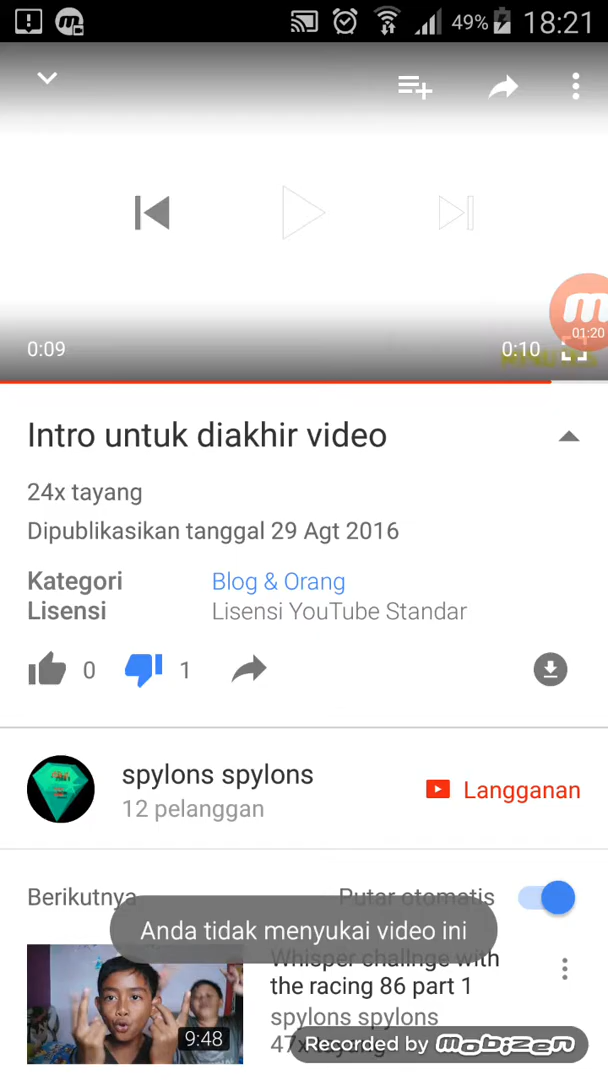 49% 18:21
01:20
0:09 0:10
Intro untuk diakhir video
24x tayang
Dipublikasikan tanggal 29 Agt 2016
Kategori Blog & Orang
Lisensi Lisensi YouTube Standar
0 1
spylons spylons
12 pelanggan
Langganan
Berikutnya Putar otomatis
Anda tidak menyukai video ini
Whisper challnge with
the racing 86 part 1
spylons spylons
47x tayang
9:48
Recorded by mobizen